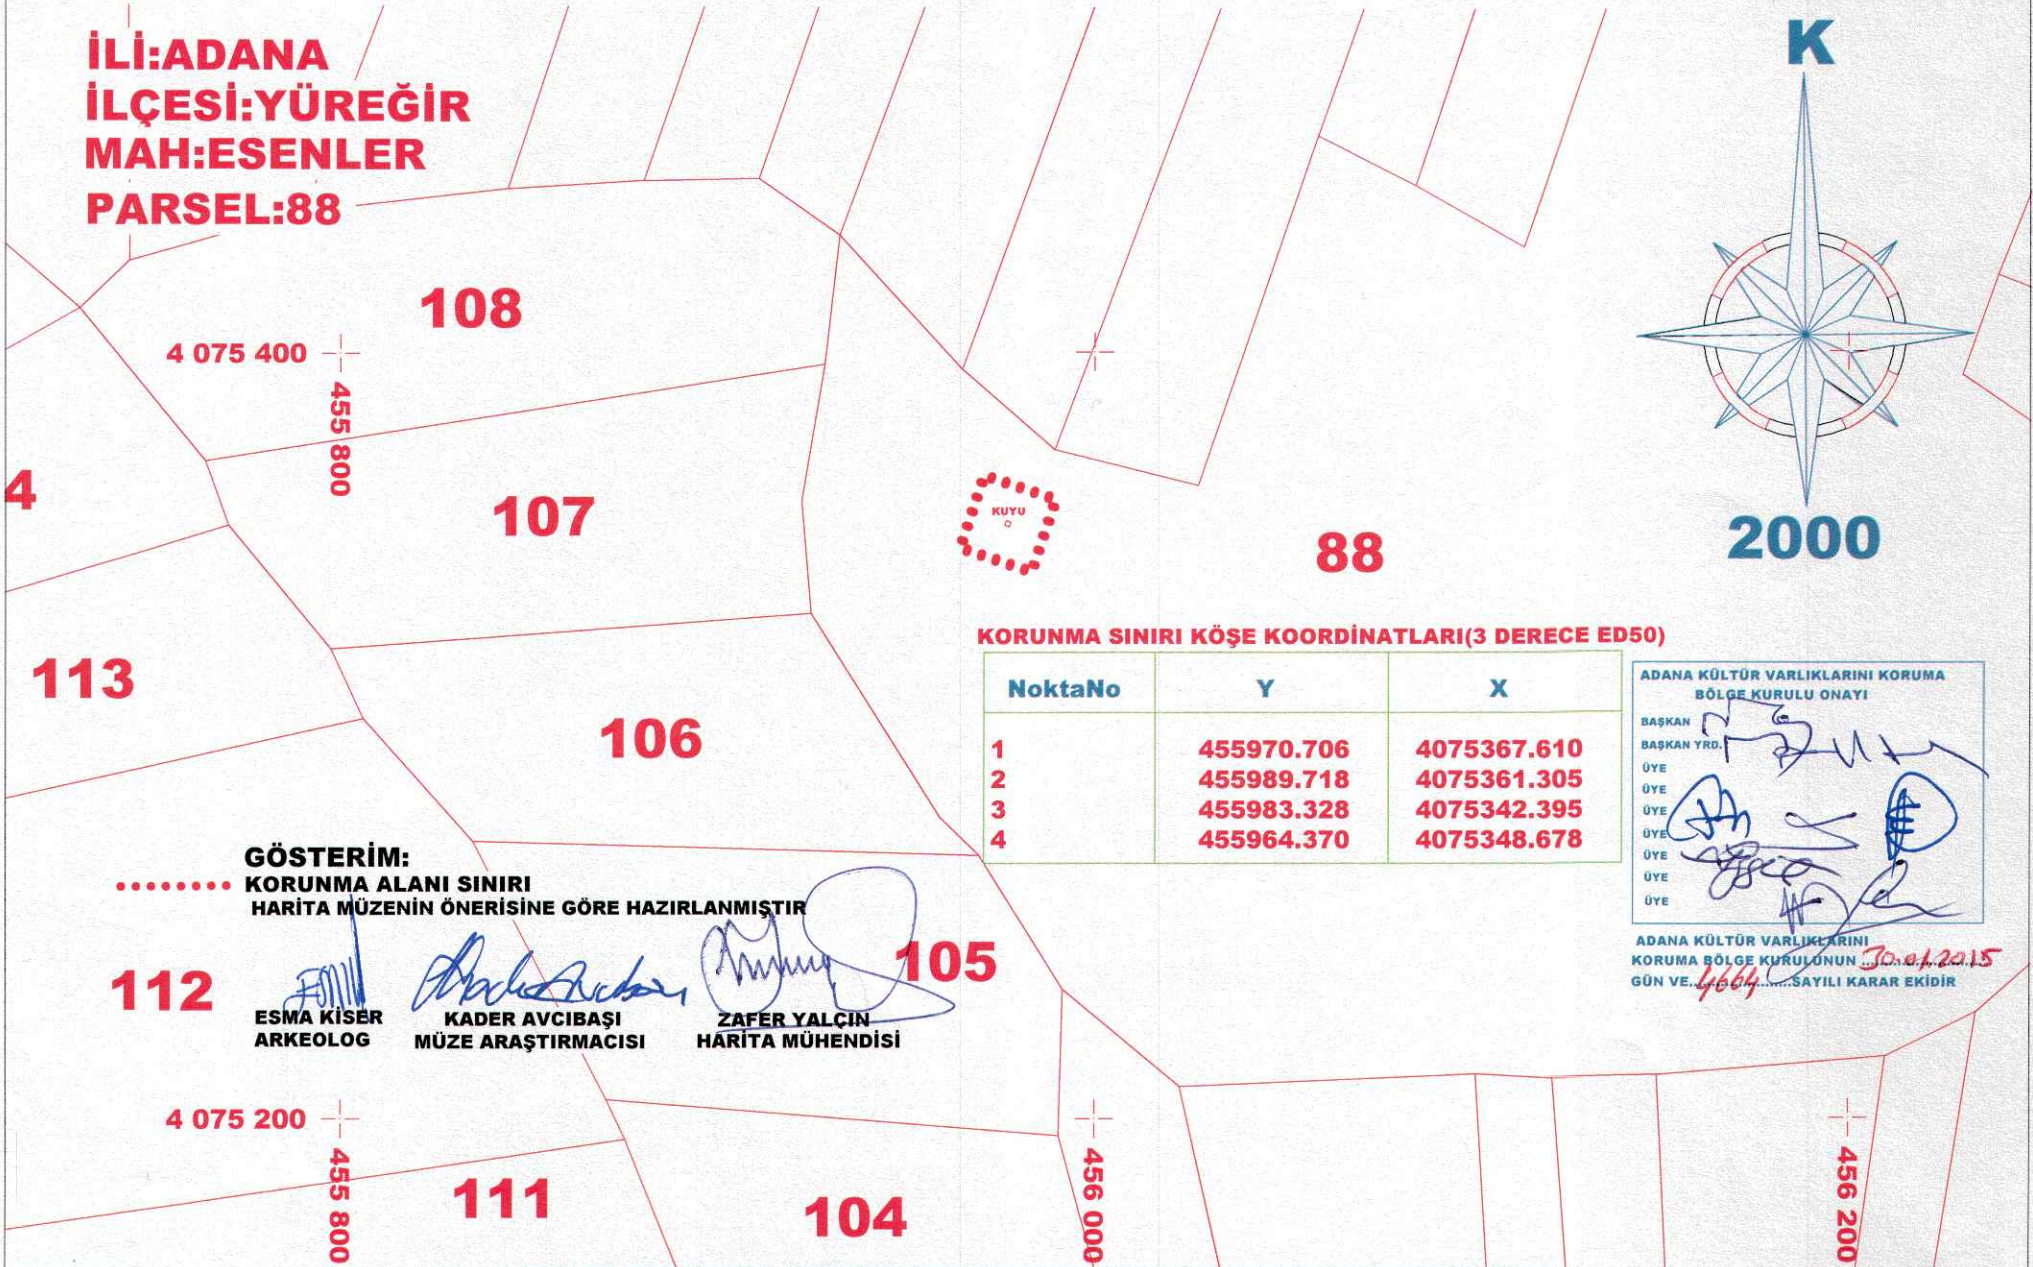 İLİ:ADANA
İLÇESİ:YÜREĞİR
MAH:ESENLER
PARSEL:88
K
2000
108
4 075 400
455 800
4
107
KUYU
88
113
106
KORUNMA SINIRI KÖŞE KOORDİNATLARI(3 DERECE ED50)
NoktaNo Y X
1 455970.706 4075367.610
2 455989.718 4075361.305
3 455983.328 4075342.395
4 455964.370 4075348.678
ADANA KÜLTÜR VARLIKLARINI KORUMA
BÖLGE KURULU ONAYI
BAŞKAN
BAŞKAN YRD.
ÜYE
ÜYE
ÜYE
ÜYE
ÜYE
ÜYE
ÜYE
ADANA KÜLTÜR VARLIKLARINI
KORUMA BÖLGE KURULUNUN 30.01.2015
GÜN VE 4664 SAYILI KARAR EKİDİR
GÖSTERİM:
KORUNMA ALANI SINIRI
HARİTA MÜZENİN ÖNERİSİNE GÖRE HAZIRLANMIŞTIR
105
112
ESMA KİSER
ARKEOLOG
KADER AVCIBAŞI
MÜZE ARAŞTIRMACISI
ZAFER YALÇIN
HARİTA MÜHENDİSİ
4 075 200
455 800
111
104
456 000
456 200